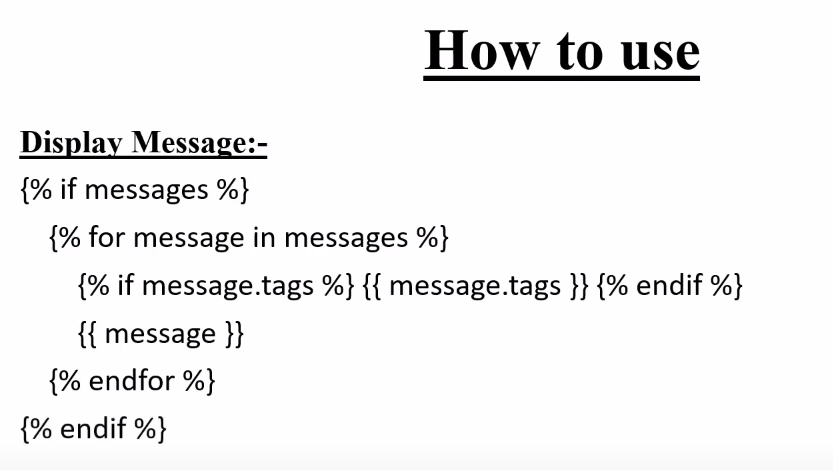 How to use
Display Message:-
{% if messages %}
{% for message in messages %}
{% if message.tags %} {{ message.tags }} {% endif %}
{{ message }}
{% endfor %}
{% endif %}